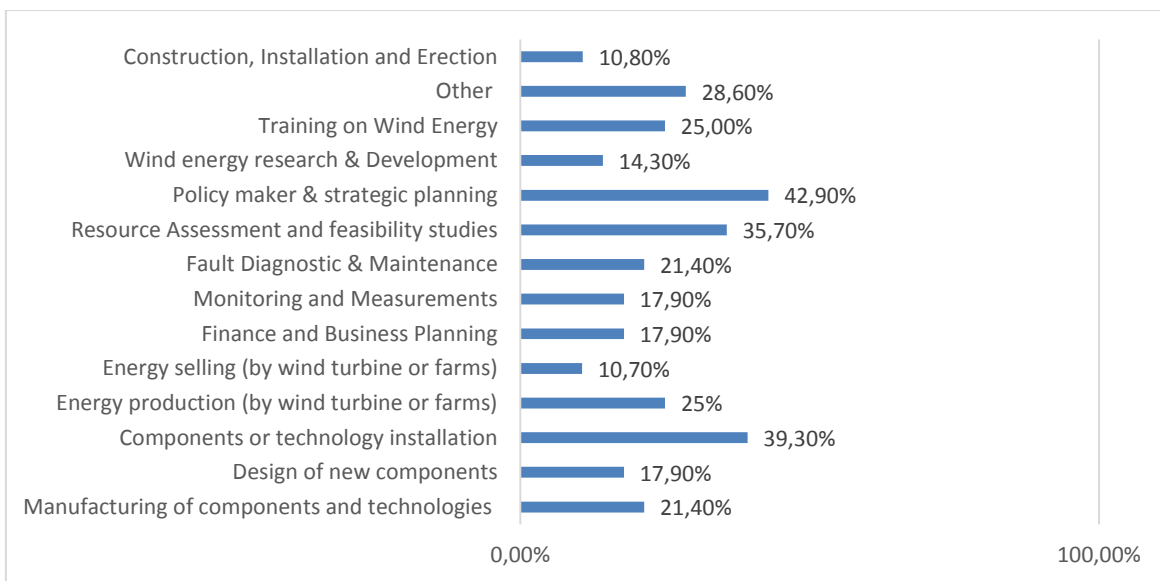 Construction, Installation and Erection 10,80%
Other 28,60%
Training on Wind Energy 25,00%
Wind energy research & Development 14,30%
Policy maker & strategic planning 42,90%
Resource Assessment and feasibility studies 35,70%
Fault Diagnostic & Maintenance 21,40%
Monitoring and Measurements 17,90%
Finance and Business Planning 17,90%
Energy selling (by wind turbine or farms) 10,70%
Energy production (by wind turbine or farms) 25%
Components or technology installation 39,30%
Design of new components 17,90%
Manufacturing of components and technologies 21,40%
0,00% 100,00%